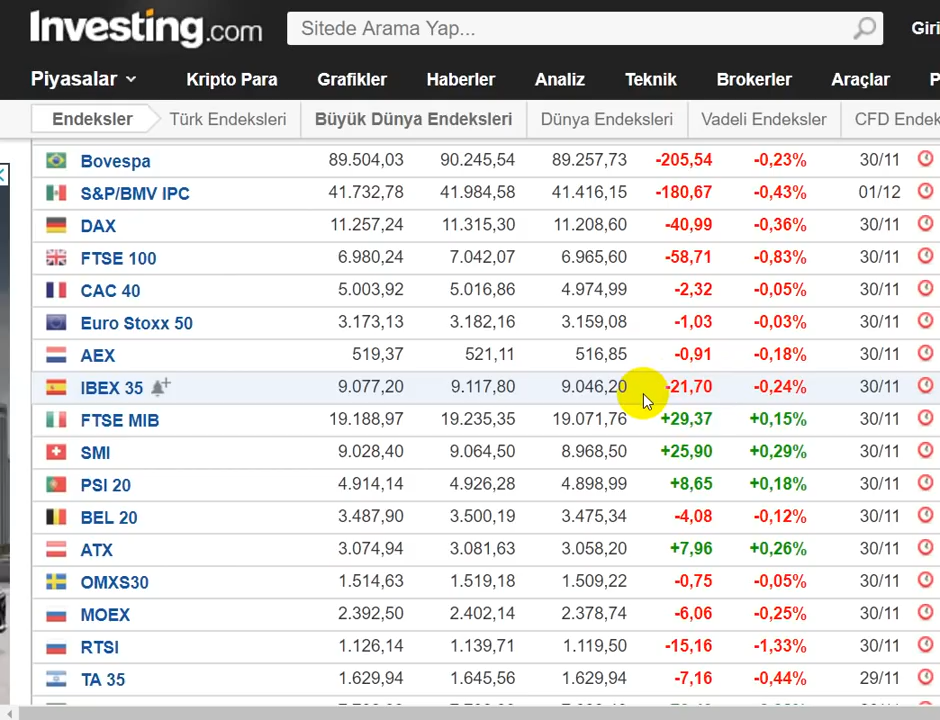 Investing.com Sitede Arama Yap... Giri
Piyasalar Kripto Para Grafikler Haberler Analiz Teknik Brokerler Araçlar P
Endeksler Türk Endeksleri Büyük Dünya Endeksleri Dünya Endeksleri Vadeli Endeksler CFD Endek
Bovespa 89.504,03 90.245,54 89.257,73 -205,54 -0,23% 30/11
S&P/BMV IPC 41.732,78 41.984,58 41.416,15 -180,67 -0,43% 01/12
DAX 11.257,24 11.315,30 11.208,60 -40,99 -0,36% 30/11
FTSE 100 6.980,24 7.042,07 6.965,60 -58,71 -0,83% 30/11
CAC 40 5.003,92 5.016,86 4.974,99 -2,32 -0,05% 30/11
Euro Stoxx 50 3.173,13 3.182,16 3.159,08 -1,03 -0,03% 30/11
AEX 519,37 521,11 516,85 -0,91 -0,18% 30/11
IBEX 35 9.077,20 9.117,80 9.046,20 -21,70 -0,24% 30/11
FTSE MIB 19.188,97 19.235,35 19.071,76 +29,37 +0,15% 30/11
SMI 9.028,40 9.064,50 8.968,50 +25,90 +0,29% 30/11
PSI 20 4.914,14 4.926,28 4.898,99 +8,65 +0,18% 30/11
BEL 20 3.487,90 3.500,19 3.475,34 -4,08 -0,12% 30/11
ATX 3.074,94 3.081,63 3.058,20 +7,96 +0,26% 30/11
OMXS30 1.514,63 1.519,18 1.509,22 -0,75 -0,05% 30/11
MOEX 2.392,50 2.402,14 2.378,74 -6,06 -0,25% 30/11
RTSI 1.126,14 1.139,71 1.119,50 -15,16 -1,33% 30/11
TA 35 1.629,94 1.645,56 1.629,94 -7,16 -0,44% 29/11